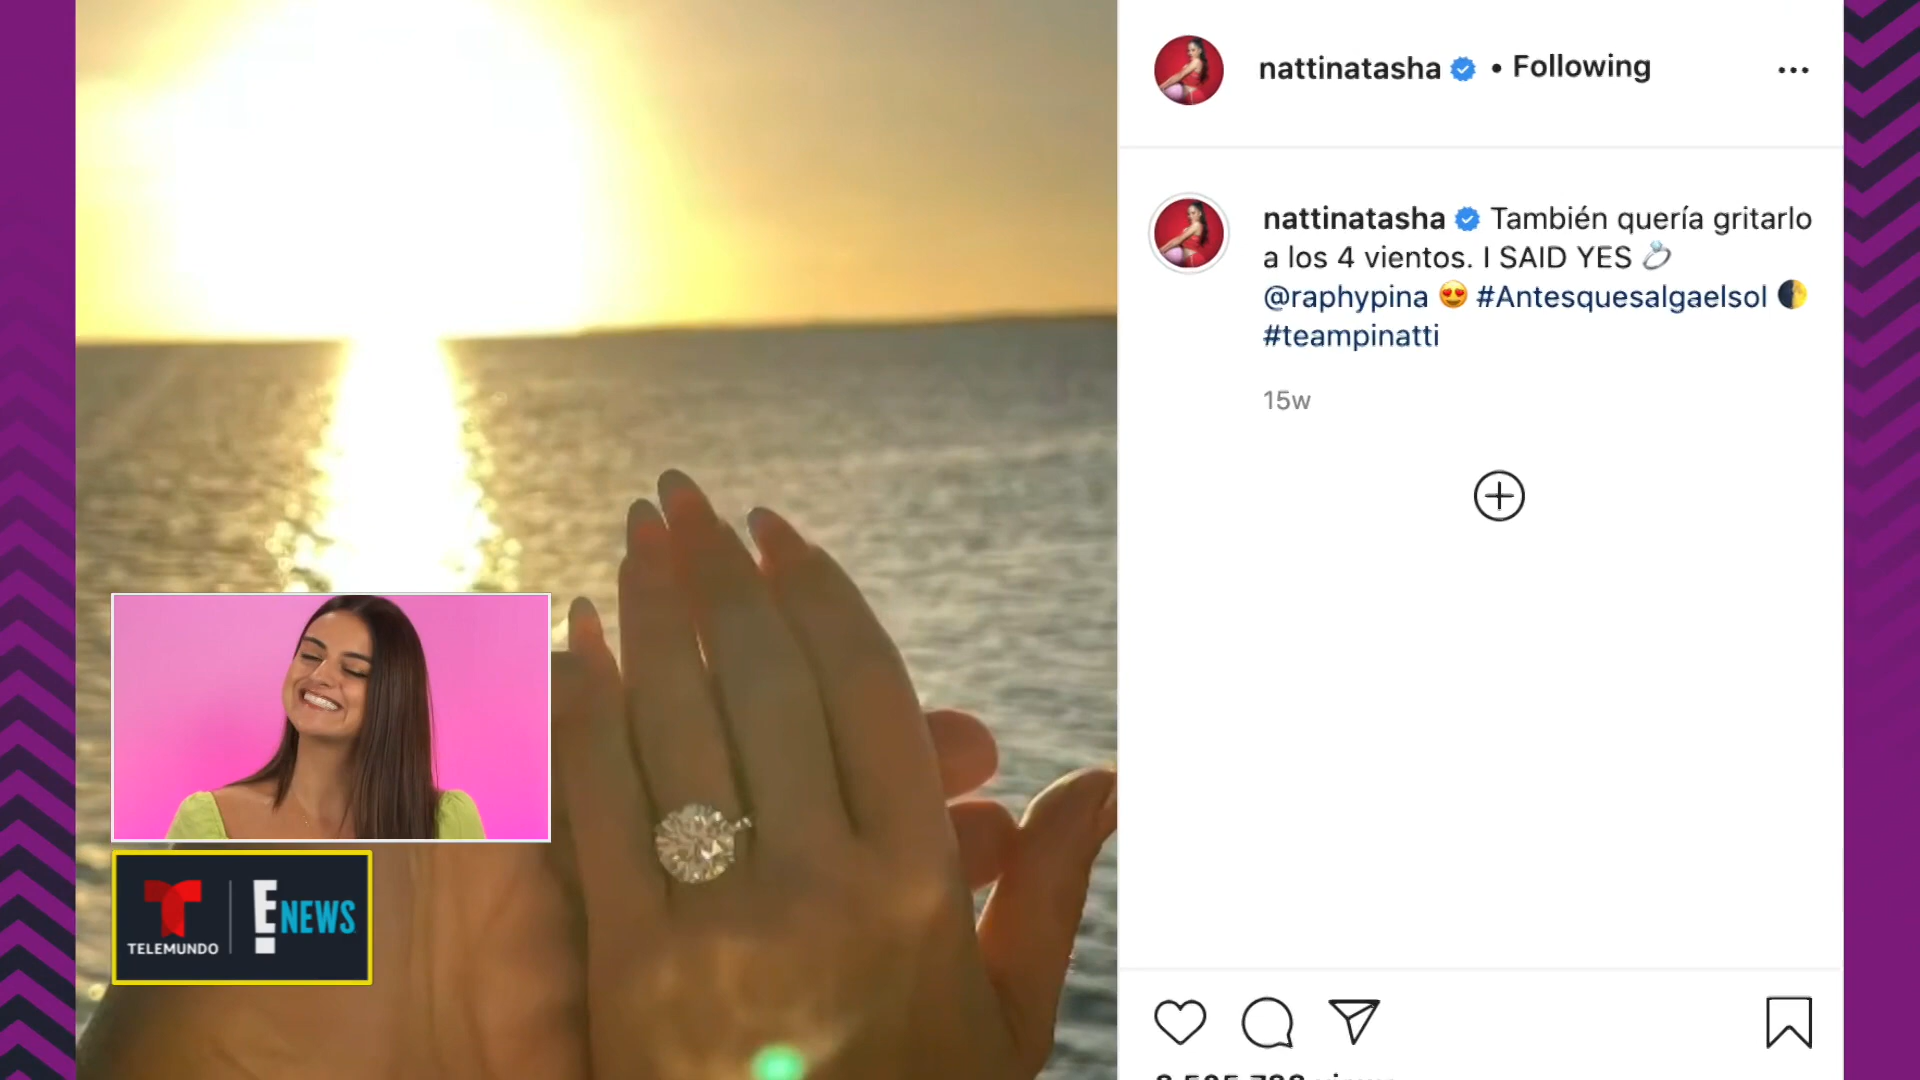 nattinatasha • Following
nattinatasha También quería gritarlo
a los 4 vientos. I SAID YES 💍
@raphypina 😍 #Antesquesalgaelsol 🌓
#teampinatti
15w
TELEMUNDO
E! NEWS